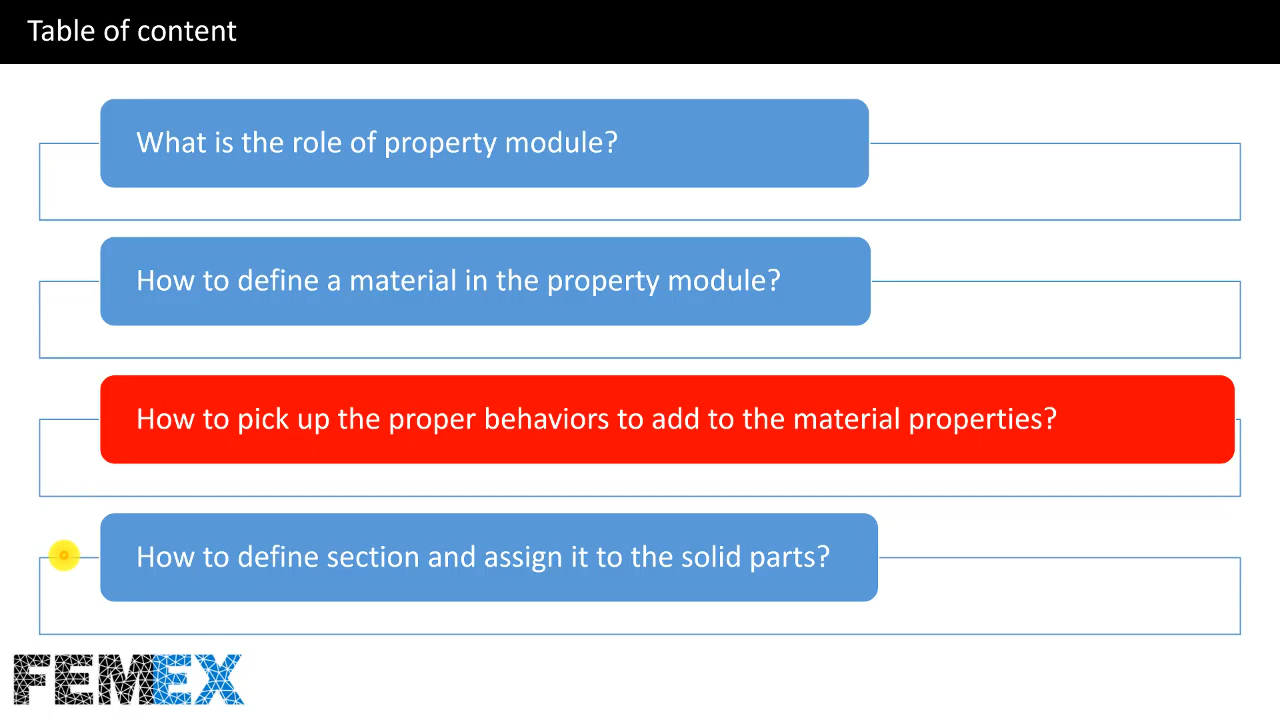 Table of content
What is the role of property module?
How to define a material in the property module?
How to pick up the proper behaviors to add to the material properties?
How to define section and assign it to the solid parts?
FEMEX